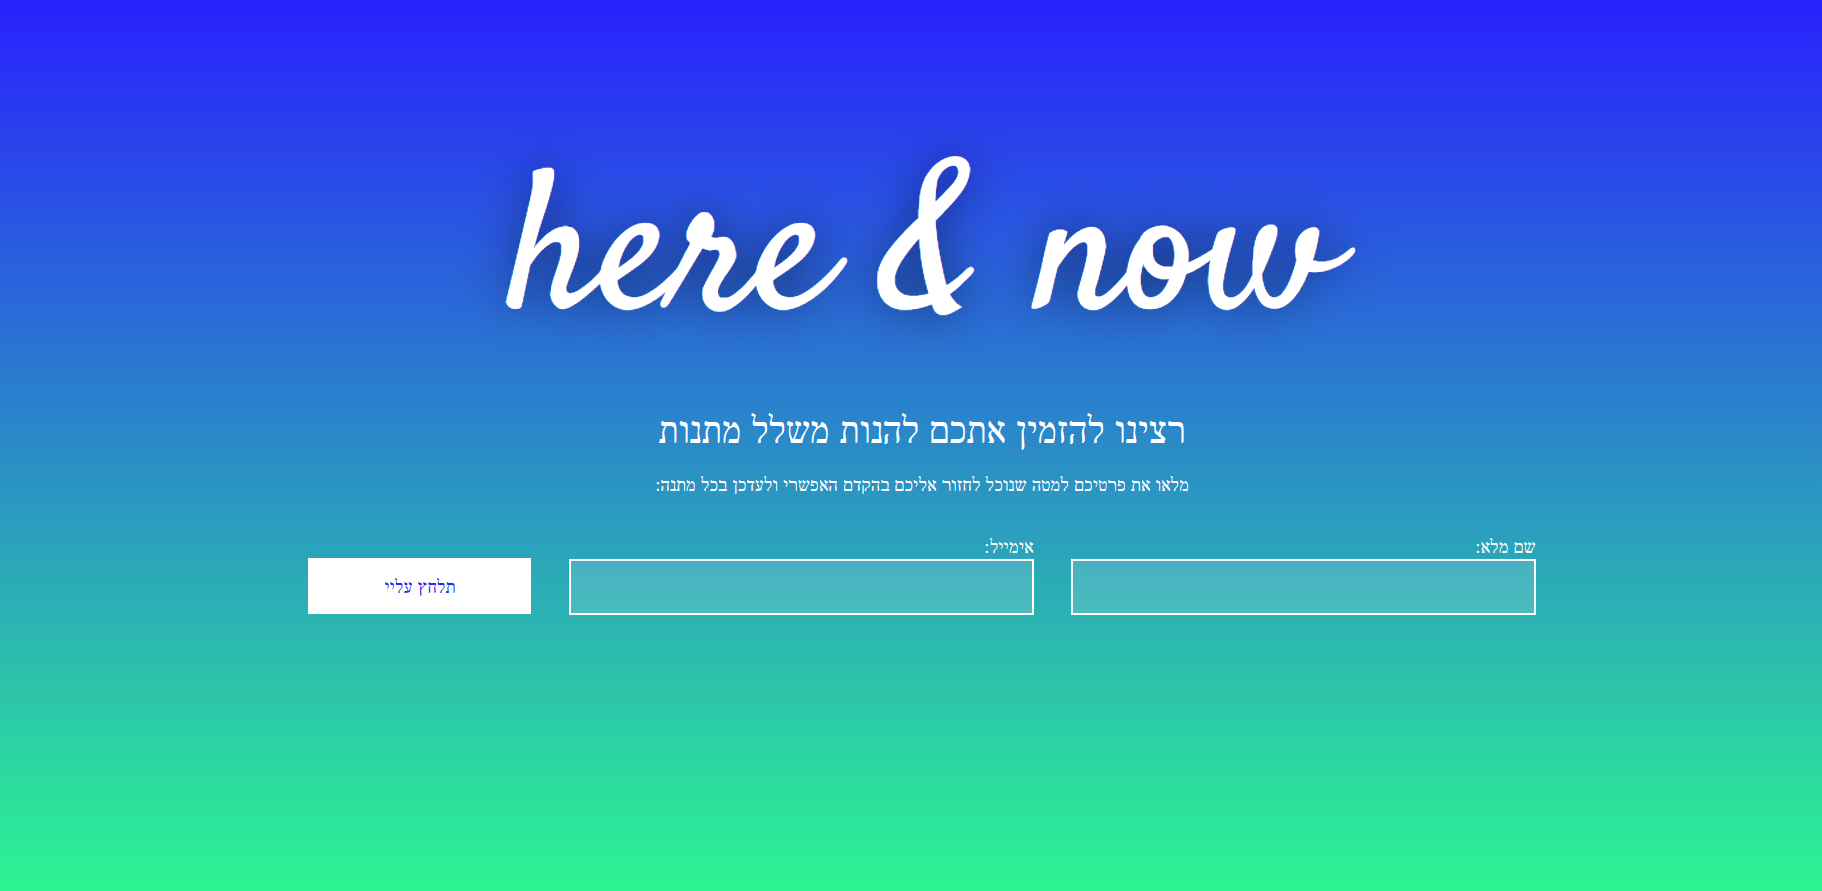 here & now
רצינו להזמין אתכם להנות משלל מתנות
מלאו את פרטיכם למטה שנוכל לחזור אליכם בהקדם האפשרי ולעדכן בכל מתנה:
שם מלא:
אימייל:
תלחץ עליי